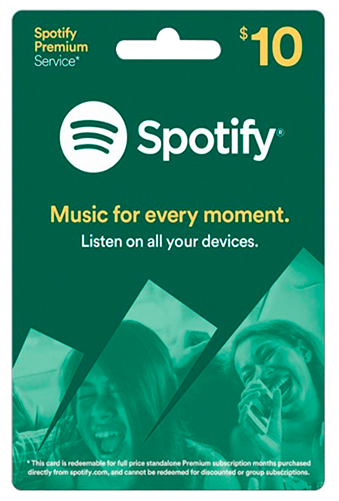 Spotify
Premium
Service*
$10
Spotify®
Music for every moment.
Listen on all your devices.
* This card is redeemable for full price standalone Premium subscription months purchased
directly from spotify.com, and cannot be redeemed for discounted or group subscriptions.